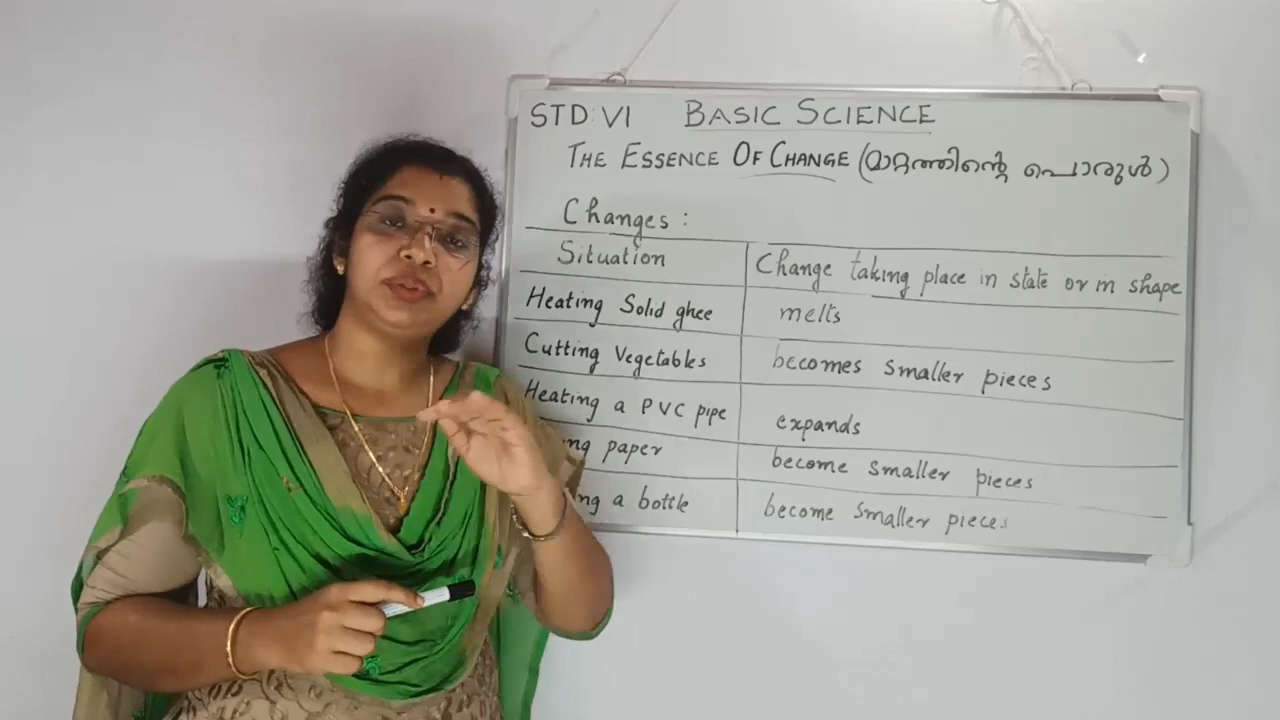 STD:VI BASIC SCIENCE
THE ESSENCE OF CHANGE (മാറ്റത്തിന്റെ പൊരുൾ)
Changes:
Situation Change taking place in state or in shape
Heating Solid ghee melts
Cutting Vegetables becomes smaller pieces
Heating a PVC pipe expands
paper become smaller pieces
a bottle become smaller pieces